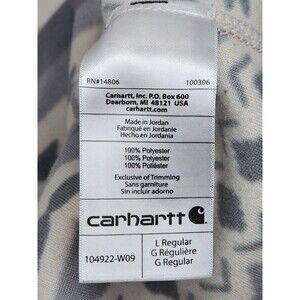 RN#14806 100306
Carhartt, Inc. P.O. Box 600
Dearborn, MI 48121 USA
carhartt.com
Made in Jordan
Fabriqué en Jordanie
Hecho en Jordania
100% Polyester
100% Polyester
100% Poliéster
Exclusive of Trimming
Sans garniture
Sin incluir adorno
carhartt
104922-W09
L Regular
G Régulière
G Regular